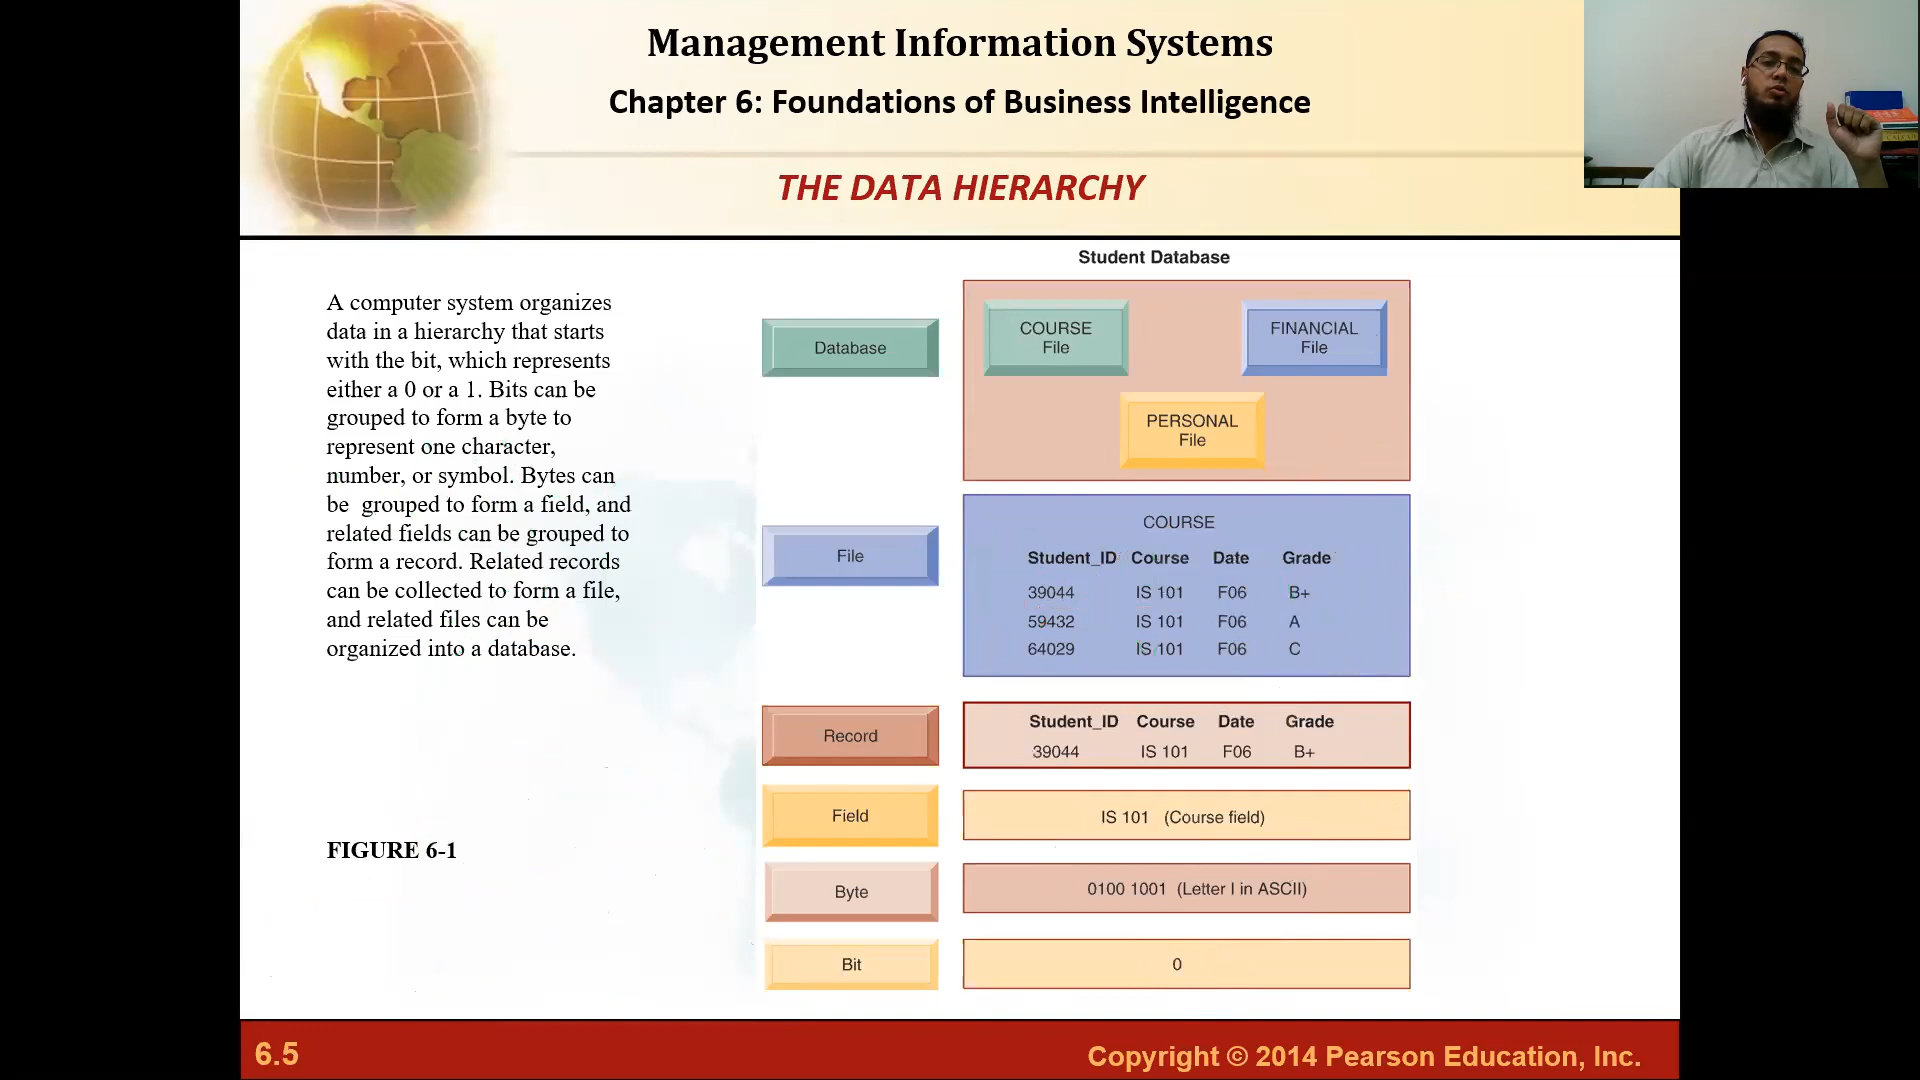 Management Information Systems
Chapter 6: Foundations of Business Intelligence
THE DATA HIERARCHY
A computer system organizes
data in a hierarchy that starts
with the bit, which represents
either a 0 or a 1. Bits can be
grouped to form a byte to
represent one character,
number, or symbol. Bytes can
be  grouped to form a field, and
related fields can be grouped to
form a record. Related records
can be collected to form a file,
and related files can be
organized into a database.
FIGURE 6-1
Student Database
Database
COURSE
File
FINANCIAL
File
PERSONAL
File
File
COURSE
Student_ID Course Date Grade
39044 IS 101 F06 B+
59432 IS 101 F06 A
64029 IS 101 F06 C
Record
Student_ID Course Date Grade
39044 IS 101 F06 B+
Field
IS 101 (Course field)
Byte
0100 1001 (Letter I in ASCII)
Bit
0
6.5
Copyright © 2014 Pearson Education, Inc.